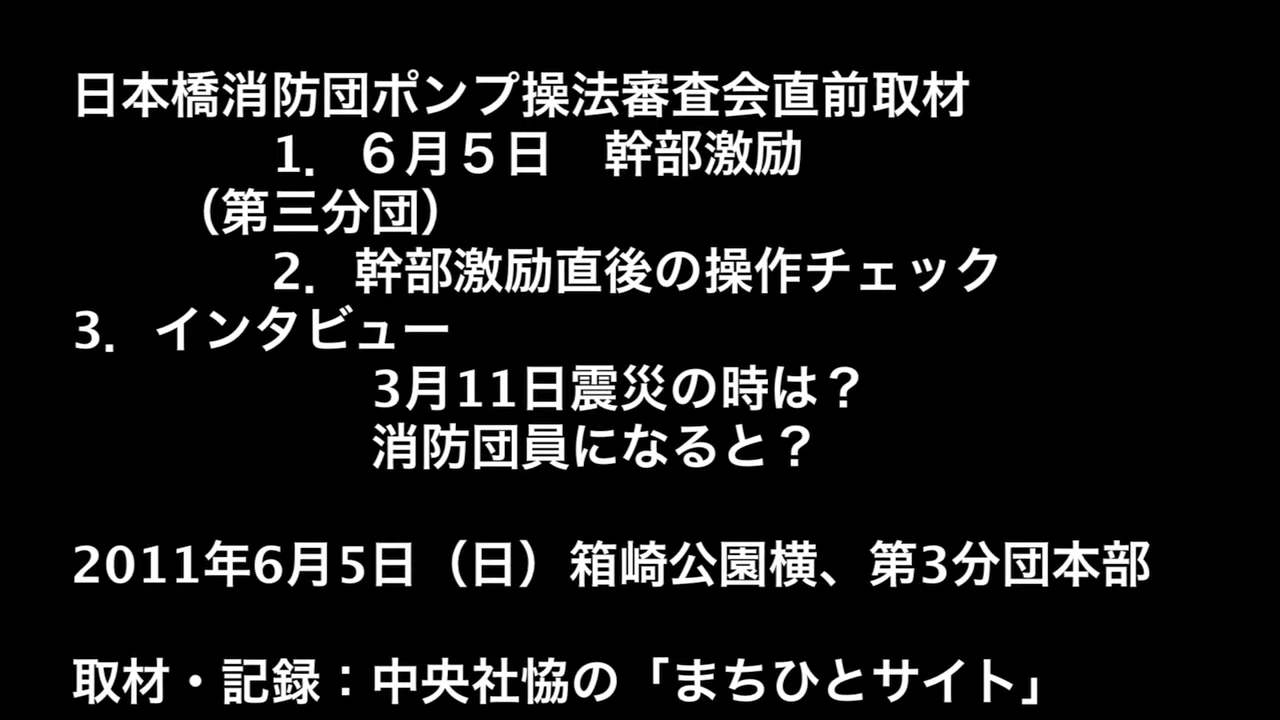 日本橋消防団ポンプ操法審査会直前取材
1．６月５日　幹部激励
（第三分団）
2．幹部激励直後の操作チェック
3．インタビュー
3月11日震災の時は？
消防団員になると？
2011年6月5日（日）箱崎公園横、第3分団本部
取材・記録：中央社協の「まちひとサイト」